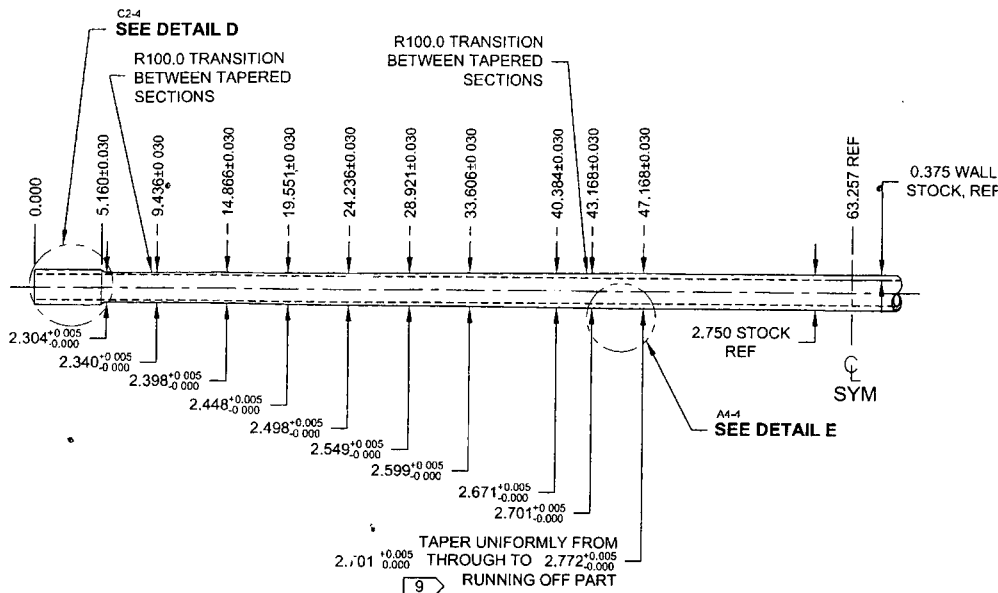 C2-4
SEE DETAIL D
R100.0 TRANSITION
BETWEEN TAPERED
SECTIONS
R100.0 TRANSITION
BETWEEN TAPERED
SECTIONS
0.000
5.160±0.030
9.436±0.030
14.866±0.030
19.551±0.030
24.236±0.030
28.921±0.030
33.606±0.030
40.384±0.030
43.168±0.030
47.168±0.030
63.257 REF
0.375 WALL
STOCK, REF
2.304 +0.005 -0.000
2.340 +0.005 -0.000
2.398 +0.005 -0.000
2.448 +0.005 -0.000
2.498 +0.005 -0.000
2.549 +0.005 -0.000
2.599 +0.005 -0.000
2.671 +0.005 -0.000
2.701 +0.005 -0.000
2.750 STOCK
REF
℄
SYM
A4-4
SEE DETAIL E
TAPER UNIFORMLY FROM
2.701 +0.005 0.000 THROUGH TO 2.772 +0.005 -0.000
RUNNING OFF PART
9